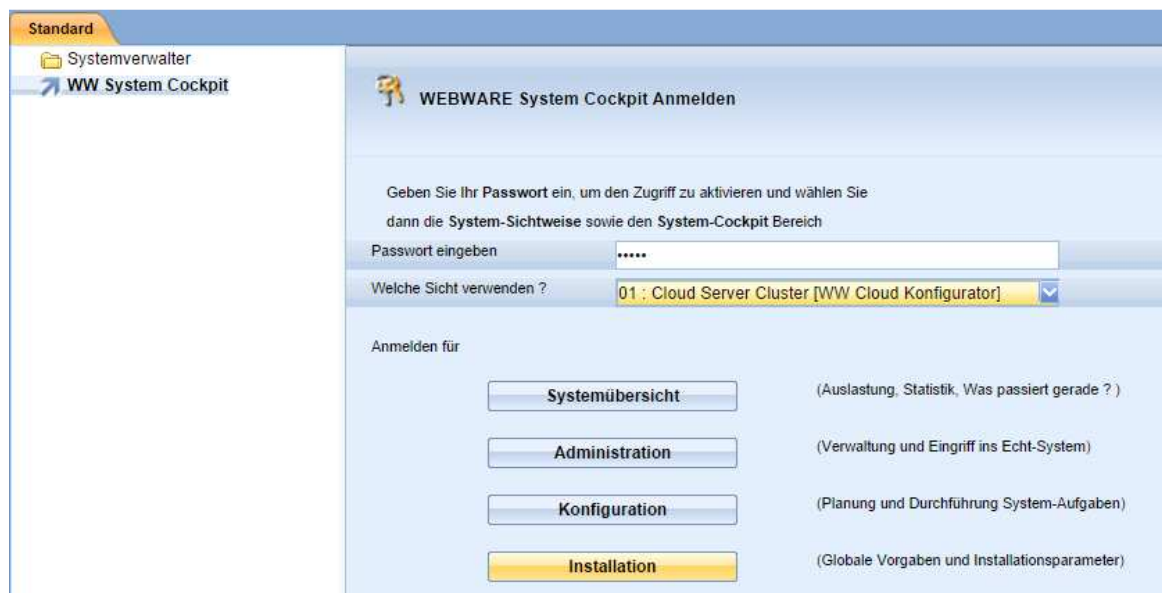 Standard
Systemverwalter
WW System Cockpit
WEBWARE System Cockpit Anmelden
Geben Sie Ihr Passwort ein, um den Zugriff zu aktivieren und wählen Sie
dann die System-Sichtweise sowie den System-Cockpit Bereich
Passwort eingeben •••••
Welche Sicht verwenden ? 01 : Cloud Server Cluster [WW Cloud Konfigurator]
Anmelden für
Systemübersicht (Auslastung, Statistik, Was passiert gerade ? )
Administration (Verwaltung und Eingriff ins Echt-System)
Konfiguration (Planung und Durchführung System-Aufgaben)
Installation (Globale Vorgaben und Installationsparameter)